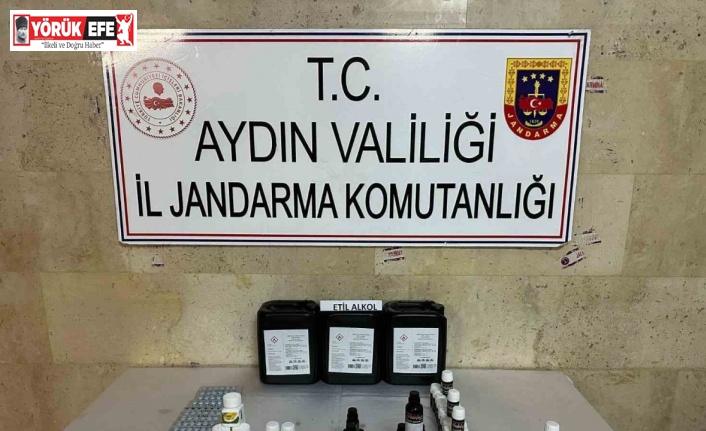 YÖRÜK EFE
"İlkeli ve Doğru Haber"
T.C.
AYDIN VALİLİĞİ
İL JANDARMA KOMUTANLIĞI
JANDARMA
ETİL ALKOL